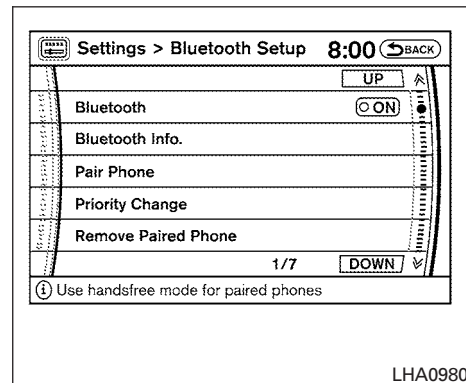 Settings > Bluetooth Setup 8:00 BACK
UP
Bluetooth ON
Bluetooth Info.
Pair Phone
Priority Change
Remove Paired Phone
1/7 DOWN
i Use handsfree mode for paired phones
LHA0980